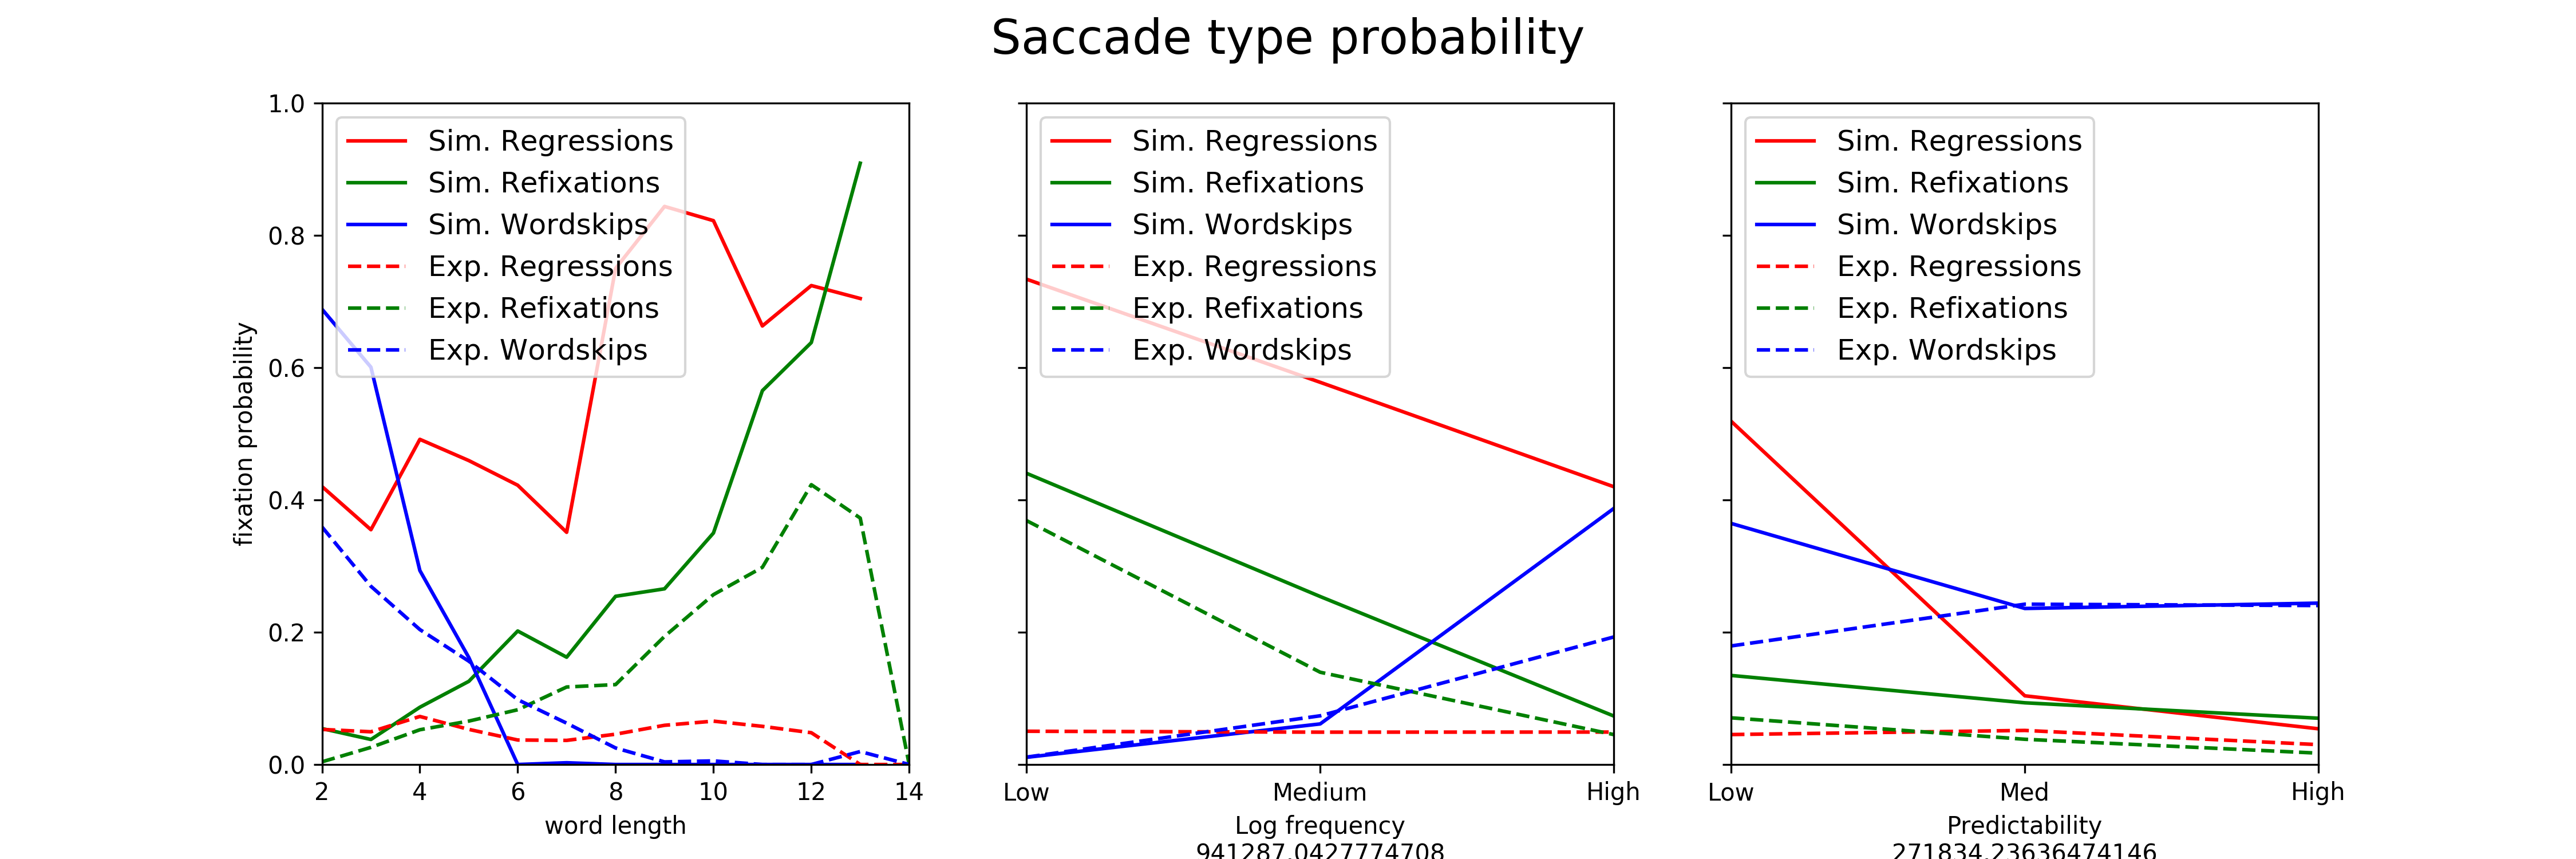 Saccade type probability
fixation probability
1.0
0.8
0.6
0.4
0.2
0.0
Sim. Regressions
Sim. Refixations
Sim. Wordskips
Exp. Regressions
Exp. Refixations
Exp. Wordskips
2 4 6 8 10 12 14
word length
Sim. Regressions
Sim. Refixations
Sim. Wordskips
Exp. Regressions
Exp. Refixations
Exp. Wordskips
Low Medium High
Log frequency
941287.0427774708
Sim. Regressions
Sim. Refixations
Sim. Wordskips
Exp. Regressions
Exp. Refixations
Exp. Wordskips
Low Med High
Predictability
271834.23636474146